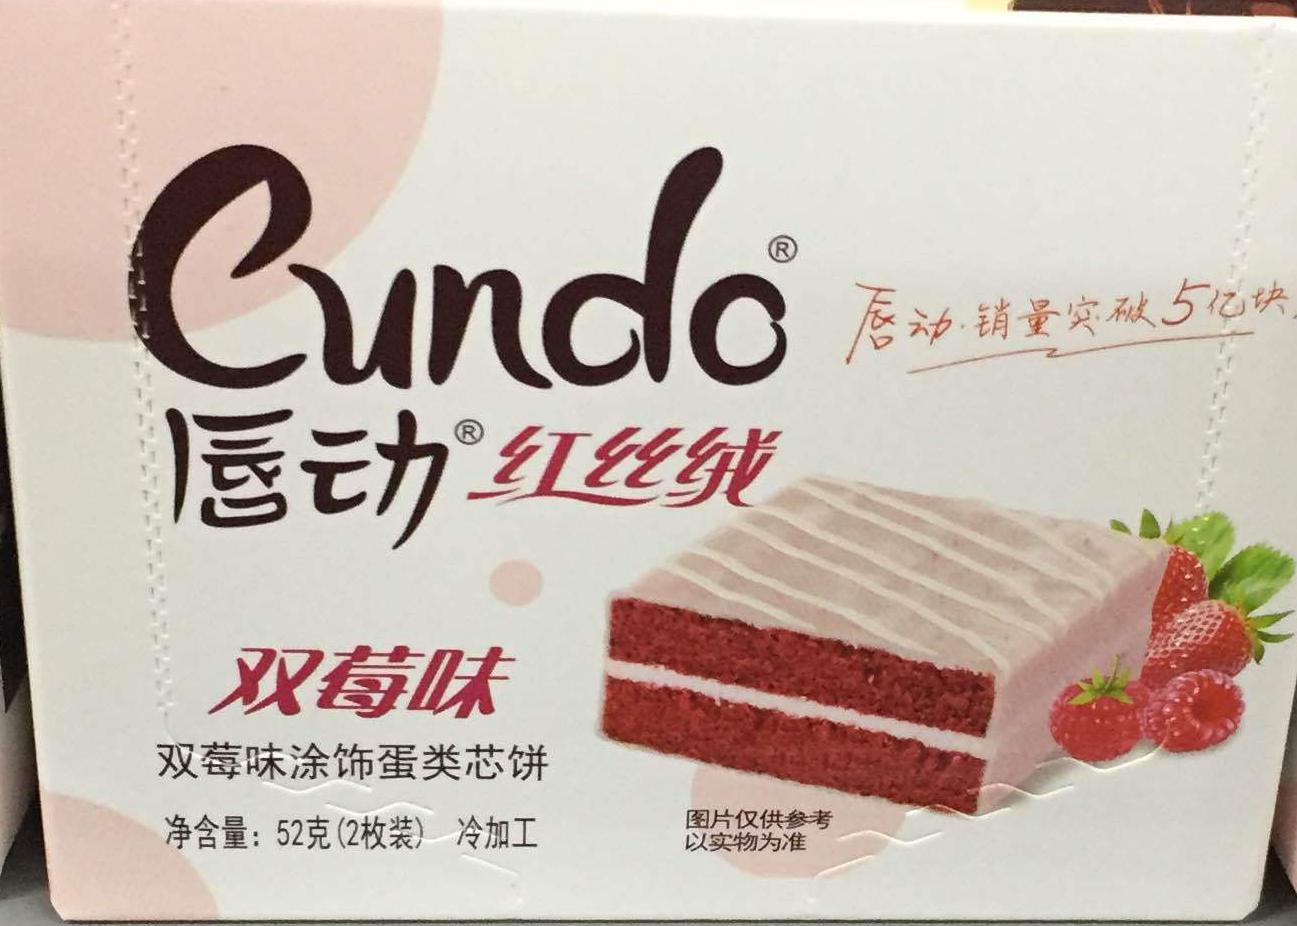 Cundo®
唇动·销量突破5亿块
唇动®红丝绒
双莓味
双莓味涂饰蛋类芯饼
净含量：52克(2枚装) 冷加工
图片仅供参考
以实物为准